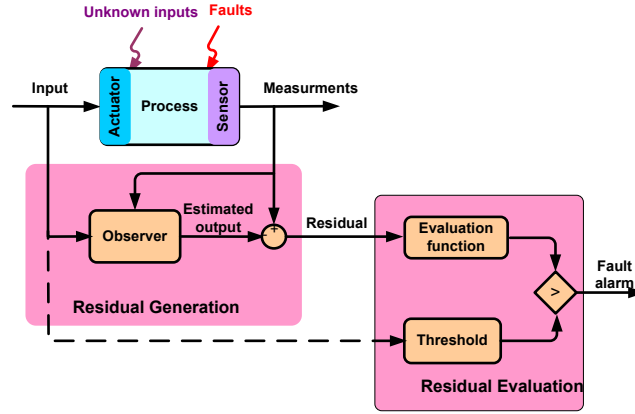 Unknown inputs
Faults
Input
Actuator
Process
Sensor
Measurments
Observer
Estimated
output
-
+
Residual
Evaluation
function
>
Fault
alarm
Residual Generation
Threshold
Residual Evaluation